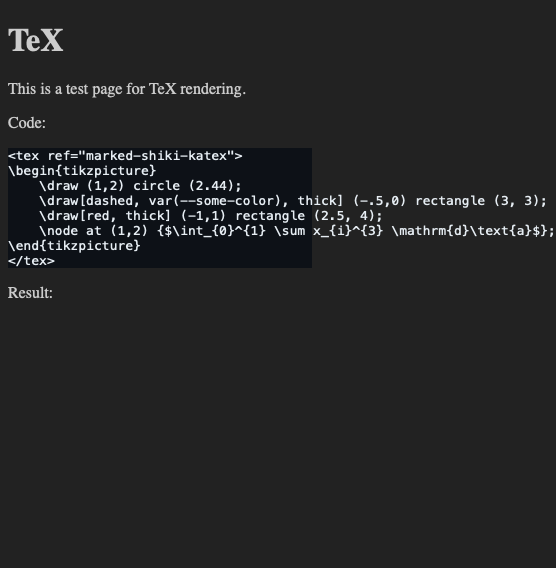 TeX
This is a test page for TeX rendering.
Code:
<tex ref="marked-shiki-katex">
\begin{tikzpicture}
    \draw (1,2) circle (2.44);
    \draw[dashed, var(--some-color), thick] (-.5,0) rectangle (3, 3);
    \draw[red, thick] (-1,1) rectangle (2.5, 4);
    \node at (1,2) {$\int_{0}^{1} \sum x_{i}^{3} \mathrm{d}\text{a}$};
\end{tikzpicture}
</tex>
Result: